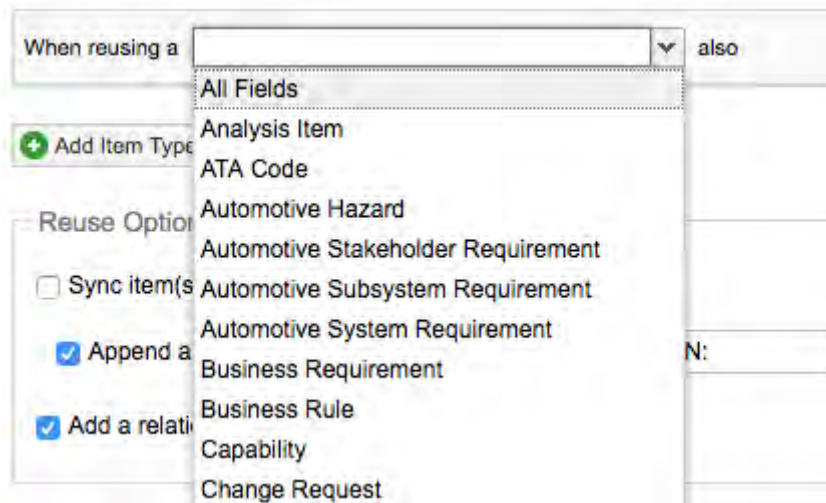 When reusing a also
All Fields
Analysis Item
Add Item Type
ATA Code
Automotive Hazard
Reuse Option
Automotive Stakeholder Requirement
Sync item(s
Automotive Subsystem Requirement
Automotive System Requirement
Append a N:
Business Requirement
Business Rule
Add a relati
Capability
Change Request